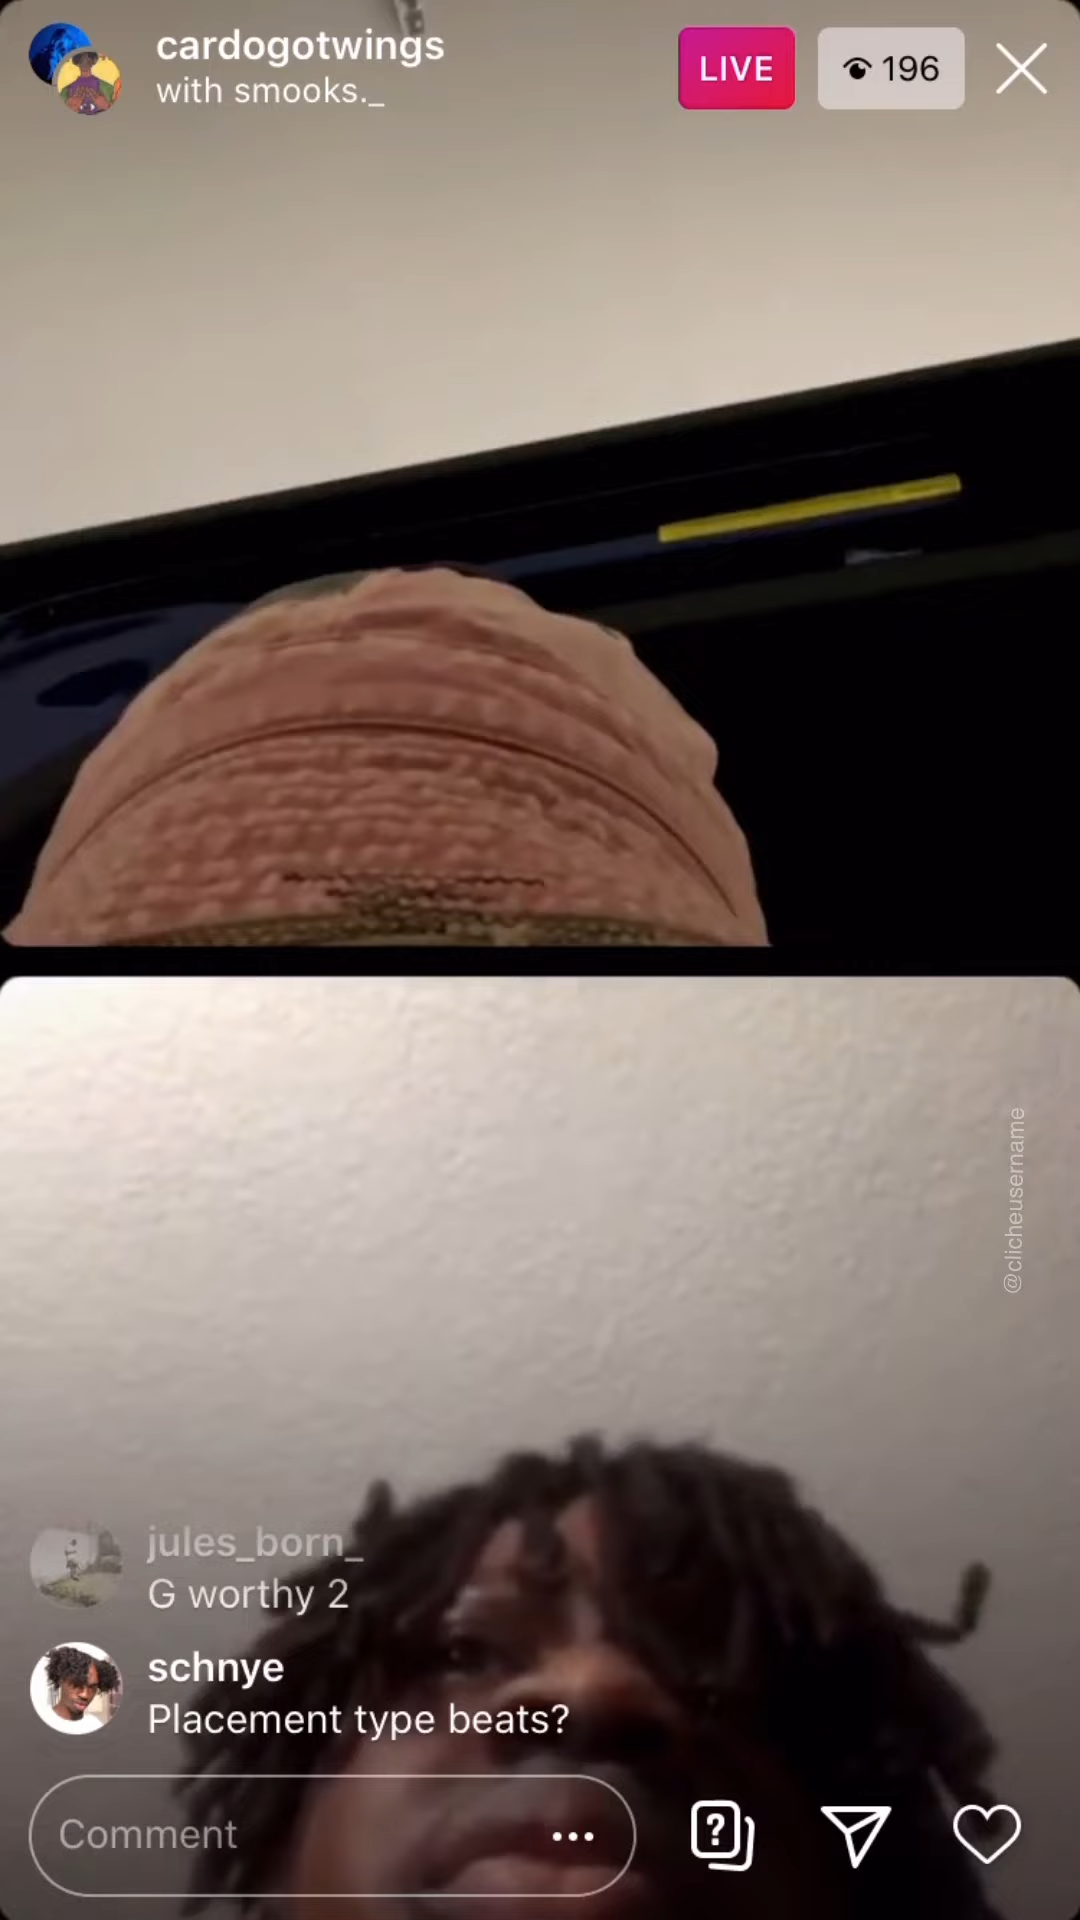 cardogotwings
with smooks._
LIVE
196
@clicheusername
jules_born_
G worthy 2
schnye
Placement type beats?
Comment